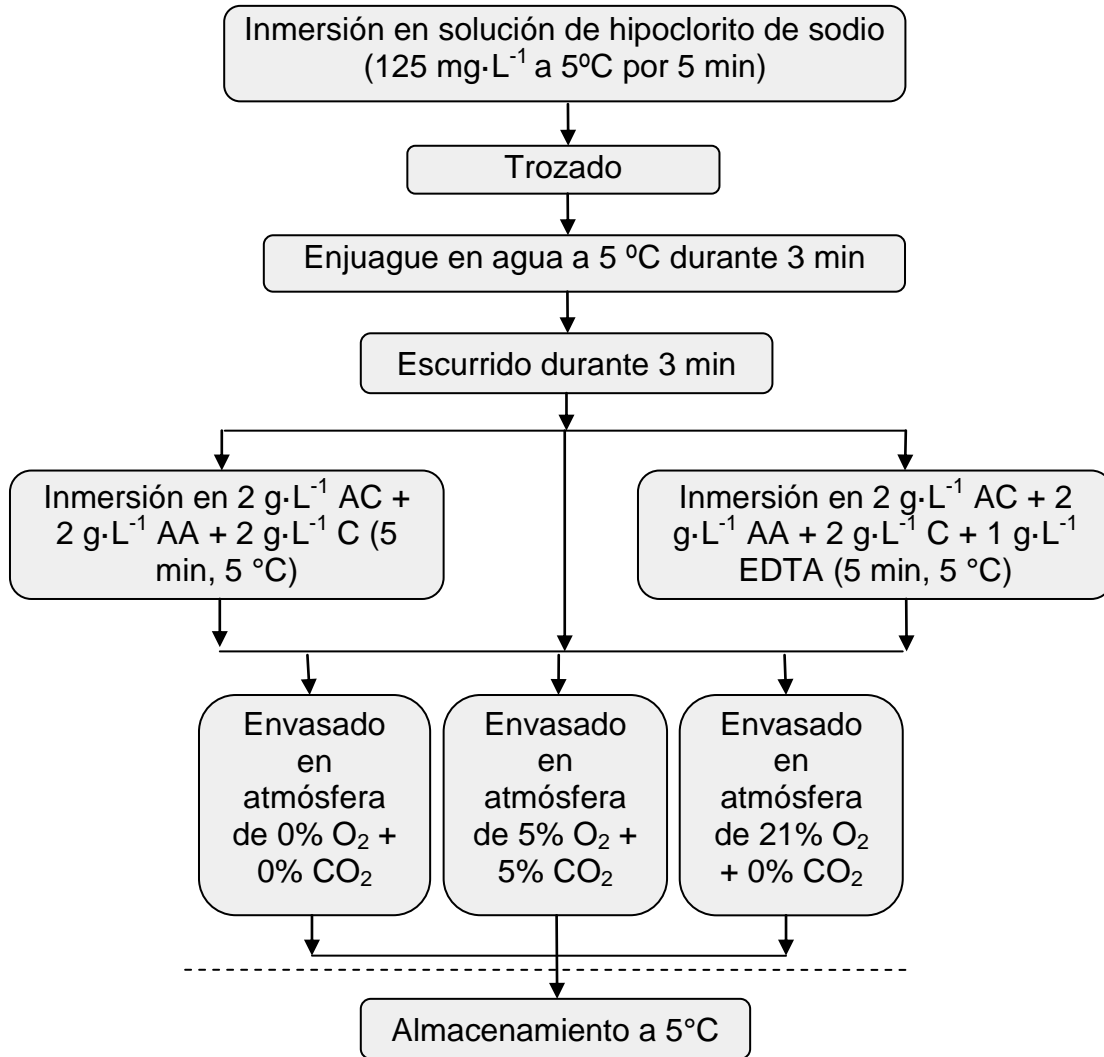 Inmersión en solución de hipoclorito de sodio
(125 mg·L⁻¹ a 5ºC por 5 min)
Trozado
Enjuague en agua a 5 ºC durante 3 min
Escurrido durante 3 min
Inmersión en 2 g·L⁻¹ AC +
2 g·L⁻¹ AA + 2 g·L⁻¹ C (5
min, 5 °C)
Inmersión en 2 g·L⁻¹ AC + 2
g·L⁻¹ AA + 2 g·L⁻¹ C + 1 g·L⁻¹
EDTA (5 min, 5 °C)
Envasado
en
atmósfera
de 0% O₂ +
0% CO₂
Envasado
en
atmósfera
de 5% O₂ +
5% CO₂
Envasado
en
atmósfera
de 21% O₂
+ 0% CO₂
Almacenamiento a 5°C